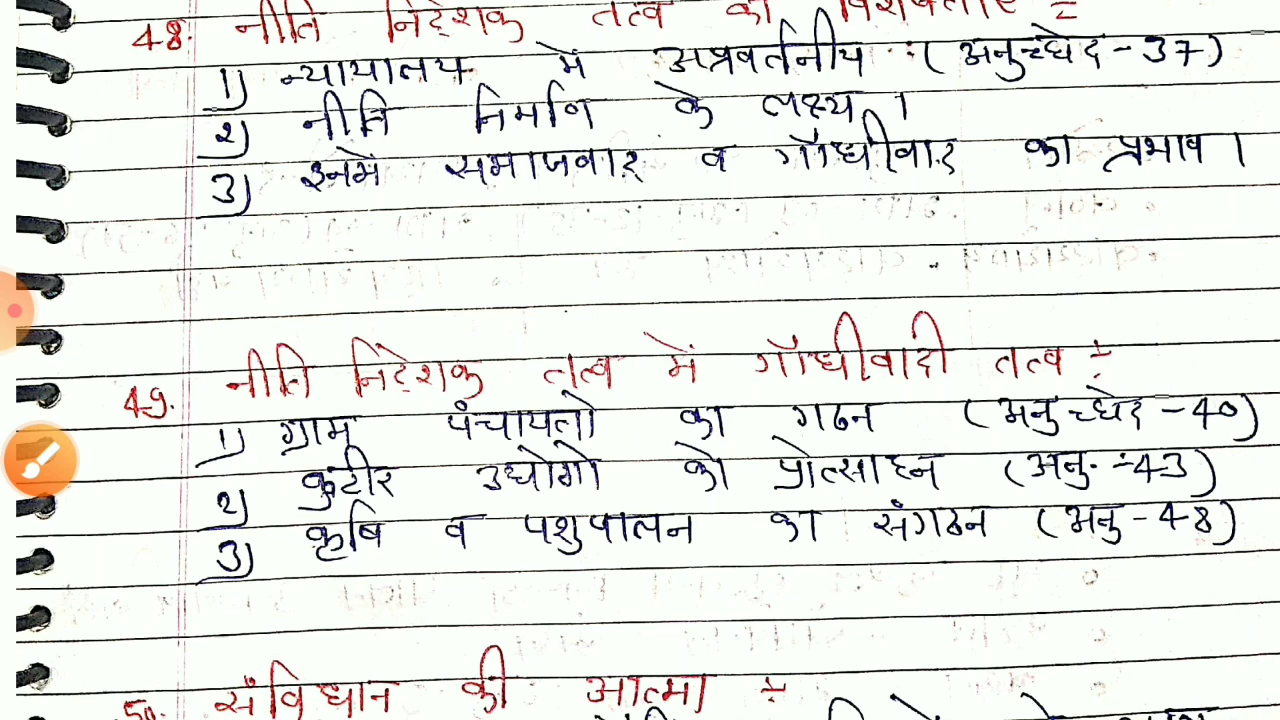 48. नीति निदेशक तत्व की विशेषताएं =
1) न्यायालय में अप्रवर्तनीय : (अनुच्छेद - 37)
2) नीति निर्माण के लक्ष्य ।
3) इनमें समाजवाद व गाँधीवाद का प्रभाव ।
49. नीति निदेशक तत्व में गाँधीवादी तत्व ÷
1) ग्राम पंचायतो का गठन (अनुच्छेद - 40)
2) कुटीर उद्योगो को प्रोत्साहन (अनु. ÷ 43)
3) कृषि व पशुपालन का संगठन (अनु - 48)
50. संविधान की आत्मा ÷